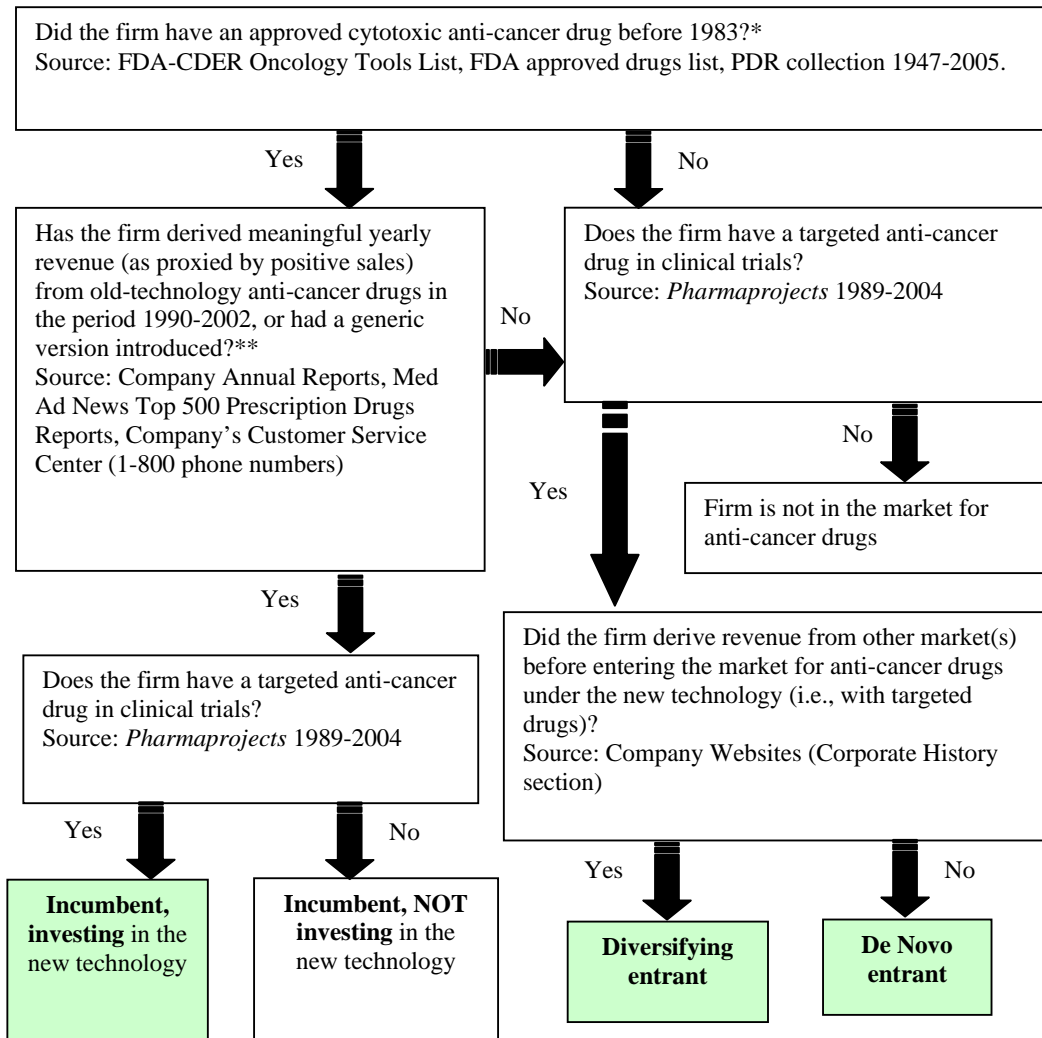 Did the firm have an approved cytotoxic anti-cancer drug before 1983?*
Source: FDA-CDER Oncology Tools List, FDA approved drugs list, PDR collection 1947-2005.
Yes
No
Has the firm derived meaningful yearly
revenue (as proxied by positive sales)
from old-technology anti-cancer drugs in
the period 1990-2002, or had a generic
version introduced?**
Source: Company Annual Reports, Med
Ad News Top 500 Prescription Drugs
Reports, Company's Customer Service
Center (1-800 phone numbers)
No
Does the firm have a targeted anti-cancer
drug in clinical trials?
Source: Pharmaprojects 1989-2004
No
Yes
Firm is not in the market for
anti-cancer drugs
Yes
Does the firm have a targeted anti-cancer
drug in clinical trials?
Source: Pharmaprojects 1989-2004
Did the firm derive revenue from other market(s)
before entering the market for anti-cancer drugs
under the new technology (i.e., with targeted
drugs)?
Source: Company Websites (Corporate History
section)
Yes
No
Yes
No
Incumbent,
investing in the
new technology
Incumbent, NOT
investing in the
new technology
Diversifying
entrant
De Novo
entrant